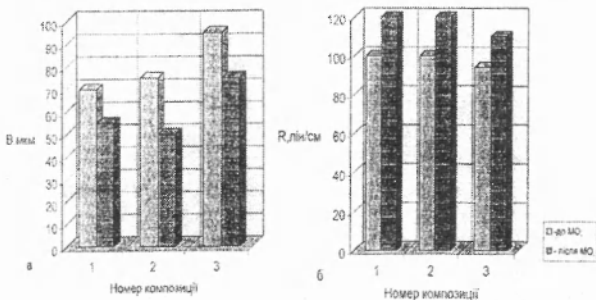 100
90
80
70
60
50
40
30
20
10
0
В мкм
1 2 3
а
Номер композиції
120
100
80
60
40
20
0
R,лін/см
1 2 3
б
Номер композиції
-до МО
- після МО